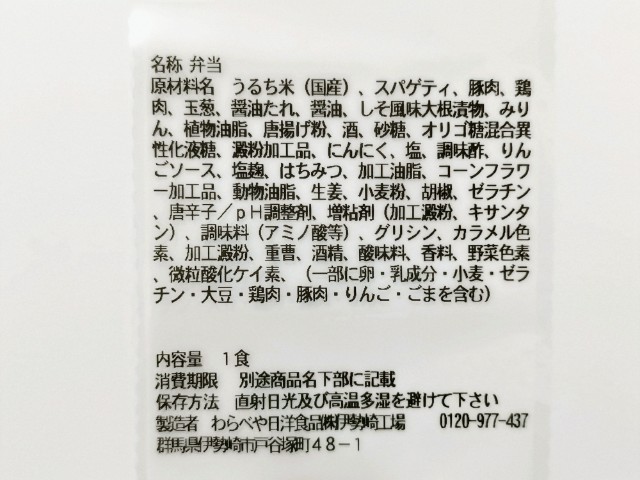 名称 弁当
原材料名　うるち米（国産）、スパゲティ、豚肉、鶏
肉、玉葱、醤油たれ、醤油、しそ風味大根漬物、みり
ん、植物油脂、唐揚げ粉、酒、砂糖、オリゴ糖混合異
性化液糖、澱粉加工品、にんにく、塩、調味酢、りん
ごソース、塩麹、はちみつ、加工油脂、コーンフラワ
ー加工品、動物油脂、生姜、小麦粉、胡椒、ゼラチン
、唐辛子／ｐH調整剤、増粘剤（加工澱粉、キサンタ
ン）、調味料（アミノ酸等）、グリシン、カラメル色
素、加工澱粉、重曹、酒精、酸味料、香料、野菜色素
、微粒酸化ケイ素、（一部に卵・乳成分・小麦・ゼラ
チン・大豆・鶏肉・豚肉・りんご・ごまを含む）
内容量　１食
消費期限　別途商品名下部に記載
保存方法　直射日光及び高温多湿を避けて下さい
製造者　わらべや日洋食品㈱伊勢崎工場　0120-977-437
群馬県伊勢崎市戸谷塚町４８－１